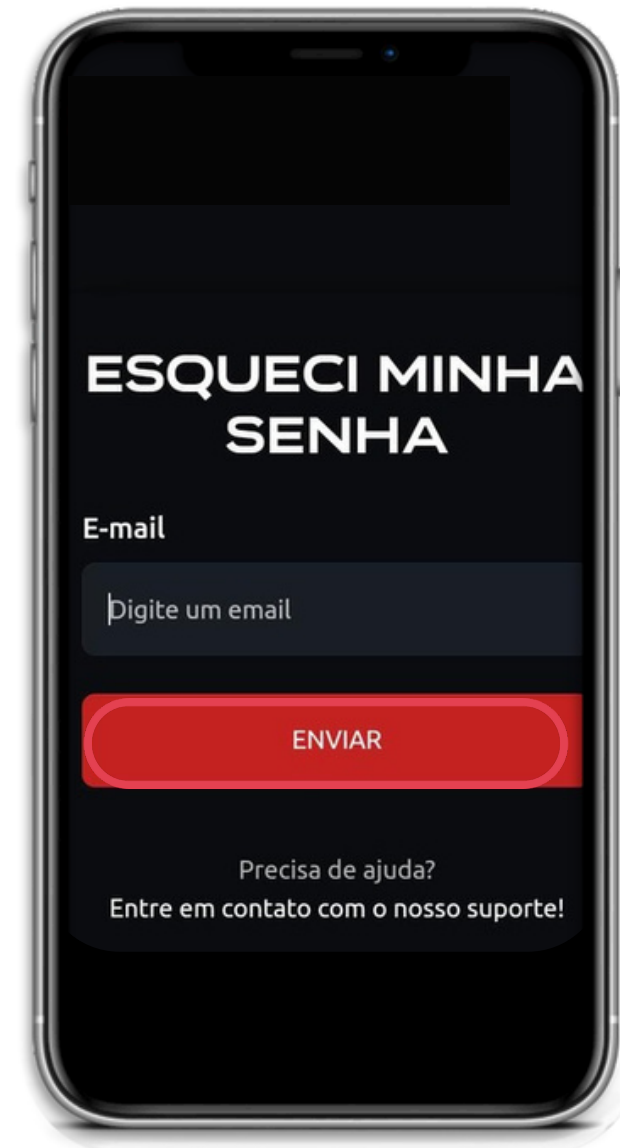 ESQUECI MINHA
SENHA
E-mail
Digite um email
ENVIAR
Precisa de ajuda?
Entre em contato com o nosso suporte!